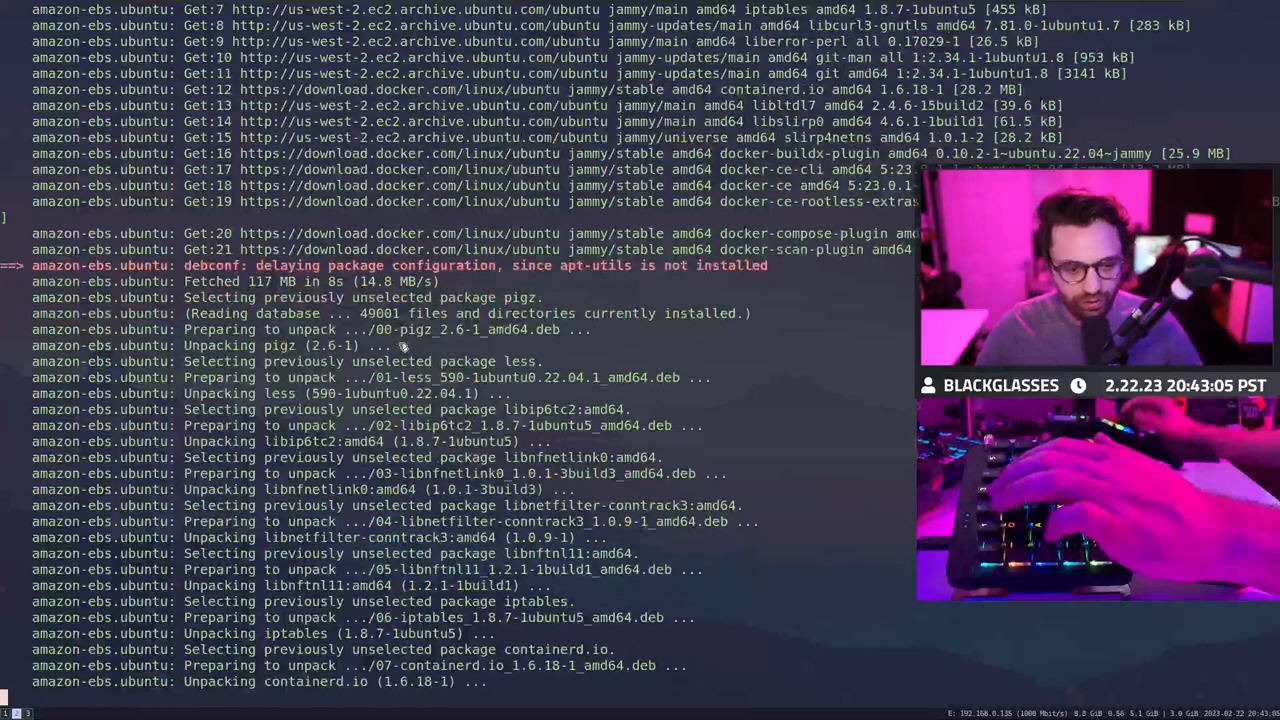 amazon-ebs.ubuntu: Get:7 http://us-west-2.ec2.archive.ubuntu.com/ubuntu jammy/main amd64 iptables amd64 1.8.7-1ubuntu5 [455 kB]
amazon-ebs.ubuntu: Get:8 http://us-west-2.ec2.archive.ubuntu.com/ubuntu jammy-updates/main amd64 libcurl3-gnutls amd64 7.81.0-1ubuntu1.7 [283 kB]
amazon-ebs.ubuntu: Get:9 http://us-west-2.ec2.archive.ubuntu.com/ubuntu jammy/main amd64 liberror-perl all 0.17029-1 [26.5 kB]
amazon-ebs.ubuntu: Get:10 http://us-west-2.ec2.archive.ubuntu.com/ubuntu jammy-updates/main amd64 git-man all 1:2.34.1-1ubuntu1.8 [953 kB]
amazon-ebs.ubuntu: Get:11 http://us-west-2.ec2.archive.ubuntu.com/ubuntu jammy-updates/main amd64 git amd64 1:2.34.1-1ubuntu1.8 [3141 kB]
amazon-ebs.ubuntu: Get:12 https://download.docker.com/linux/ubuntu jammy/stable amd64 containerd.io amd64 1.6.18-1 [28.2 MB]
amazon-ebs.ubuntu: Get:13 http://us-west-2.ec2.archive.ubuntu.com/ubuntu jammy/main amd64 libltdl7 amd64 2.4.6-15build2 [39.6 kB]
amazon-ebs.ubuntu: Get:14 http://us-west-2.ec2.archive.ubuntu.com/ubuntu jammy/main amd64 libslirp0 amd64 4.6.1-1build1 [61.5 kB]
amazon-ebs.ubuntu: Get:15 http://us-west-2.ec2.archive.ubuntu.com/ubuntu jammy/universe amd64 slirp4netns amd64 1.0.1-2 [28.2 kB]
amazon-ebs.ubuntu: Get:16 https://download.docker.com/linux/ubuntu jammy/stable amd64 docker-buildx-plugin amd64 0.10.2-1~ubuntu.22.04~jammy [25.9 MB]
amazon-ebs.ubuntu: Get:17 https://download.docker.com/linux/ubuntu jammy/stable amd64 docker-ce-cli amd64 5:23.0.1-
amazon-ebs.ubuntu: Get:18 https://download.docker.com/linux/ubuntu jammy/stable amd64 docker-ce amd64 5:23.0.1-
amazon-ebs.ubuntu: Get:19 https://download.docker.com/linux/ubuntu jammy/stable amd64 docker-ce-rootless-extras
]
amazon-ebs.ubuntu: Get:20 https://download.docker.com/linux/ubuntu jammy/stable amd64 docker-compose-plugin amd
amazon-ebs.ubuntu: Get:21 https://download.docker.com/linux/ubuntu jammy/stable amd64 docker-scan-plugin amd64
==> amazon-ebs.ubuntu: debconf: delaying package configuration, since apt-utils is not installed
amazon-ebs.ubuntu: Fetched 117 MB in 8s (14.8 MB/s)
amazon-ebs.ubuntu: Selecting previously unselected package pigz.
amazon-ebs.ubuntu: (Reading database ... 49001 files and directories currently installed.)
amazon-ebs.ubuntu: Preparing to unpack .../00-pigz_2.6-1_amd64.deb ...
amazon-ebs.ubuntu: Unpacking pigz (2.6-1) ...
amazon-ebs.ubuntu: Selecting previously unselected package less.
amazon-ebs.ubuntu: Preparing to unpack .../01-less_590-1ubuntu0.22.04.1_amd64.deb ...
amazon-ebs.ubuntu: Unpacking less (590-1ubuntu0.22.04.1) ...
amazon-ebs.ubuntu: Selecting previously unselected package libip6tc2:amd64.
amazon-ebs.ubuntu: Preparing to unpack .../02-libip6tc2_1.8.7-1ubuntu5_amd64.deb ...
amazon-ebs.ubuntu: Unpacking libip6tc2:amd64 (1.8.7-1ubuntu5) ...
amazon-ebs.ubuntu: Selecting previously unselected package libnfnetlink0:amd64.
amazon-ebs.ubuntu: Preparing to unpack .../03-libnfnetlink0_1.0.1-3build3_amd64.deb ...
amazon-ebs.ubuntu: Unpacking libnfnetlink0:amd64 (1.0.1-3build3) ...
amazon-ebs.ubuntu: Selecting previously unselected package libnetfilter-conntrack3:amd64.
amazon-ebs.ubuntu: Preparing to unpack .../04-libnetfilter-conntrack3_1.0.9-1_amd64.deb ...
amazon-ebs.ubuntu: Unpacking libnetfilter-conntrack3:amd64 (1.0.9-1) ...
amazon-ebs.ubuntu: Selecting previously unselected package libnftnl11:amd64.
amazon-ebs.ubuntu: Preparing to unpack .../05-libnftnl11_1.2.1-1build1_amd64.deb ...
amazon-ebs.ubuntu: Unpacking libnftnl11:amd64 (1.2.1-1build1) ...
amazon-ebs.ubuntu: Selecting previously unselected package iptables.
amazon-ebs.ubuntu: Preparing to unpack .../06-iptables_1.8.7-1ubuntu5_amd64.deb ...
amazon-ebs.ubuntu: Unpacking iptables (1.8.7-1ubuntu5) ...
amazon-ebs.ubuntu: Selecting previously unselected package containerd.io.
amazon-ebs.ubuntu: Preparing to unpack .../07-containerd.io_1.6.18-1_amd64.deb ...
amazon-ebs.ubuntu: Unpacking containerd.io (1.6.18-1) ...
BLACKGLASSES 2.22.23 20:43:05 PST
1 2 3
E: 192.168.0.135 (1000 Mbit/s) | 8.8 GiB | 0.56 | 5.1 GiB | 3.0 GiB | 2023-02-22 20:43:05